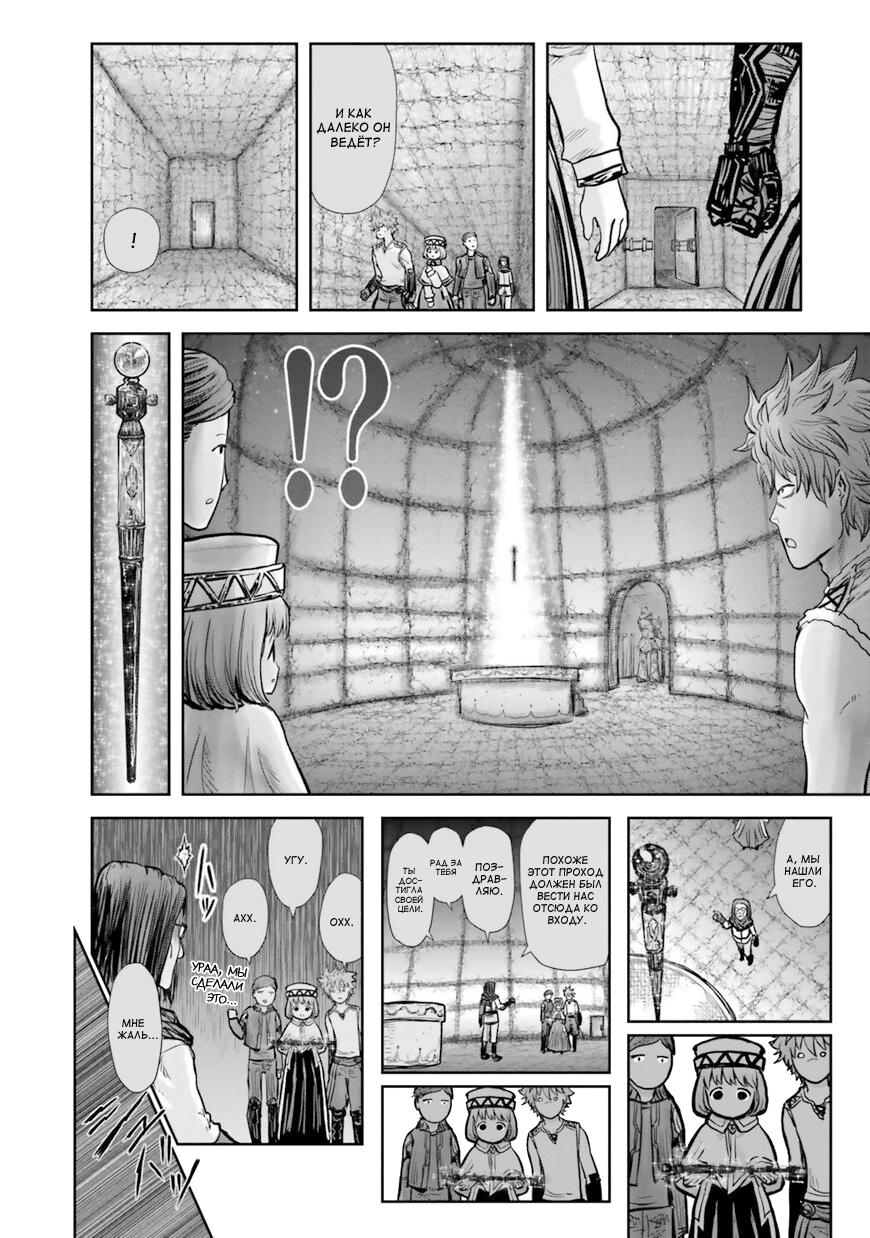 И КАК
ДАЛЕКО ОН
ВЕДЁТ?
!
!?
А, МЫ
НАШЛИ
ЕГО.
ПОХОЖЕ
ЭТОТ ПРОХОД
ДОЛЖЕН БЫЛ
ВЕСТИ НАС
ОТСЮДА КО
ВХОДУ.
ПОЗ-
ДРАВ-
ЛЯЮ.
РАД ЗА
ТЕБЯ
ТЫ
ДОС-
ТИГЛА
СВОЕЙ
ЦЕЛИ.
ОХХ.
УГУ.
АХХ.
УРАА, МЫ
СДЕЛАЛИ
ЭТО...
МНЕ
ЖАЛЬ...